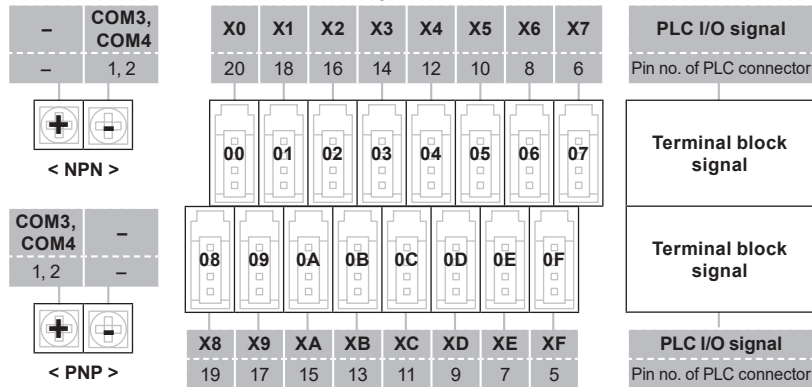 – COM3, COM4
– 1, 2
+ -
< NPN >
COM3, COM4 –
1, 2 –
+ -
< PNP >
X0 X1 X2 X3 X4 X5 X6 X7
20 18 16 14 12 10 8 6
00 01 02 03 04 05 06 07
08 09 0A 0B 0C 0D 0E 0F
X8 X9 XA XB XC XD XE XF
19 17 15 13 11 9 7 5
PLC I/O signal
Pin no. of PLC connector
Terminal block
signal
Terminal block
signal
PLC I/O signal
Pin no. of PLC connector